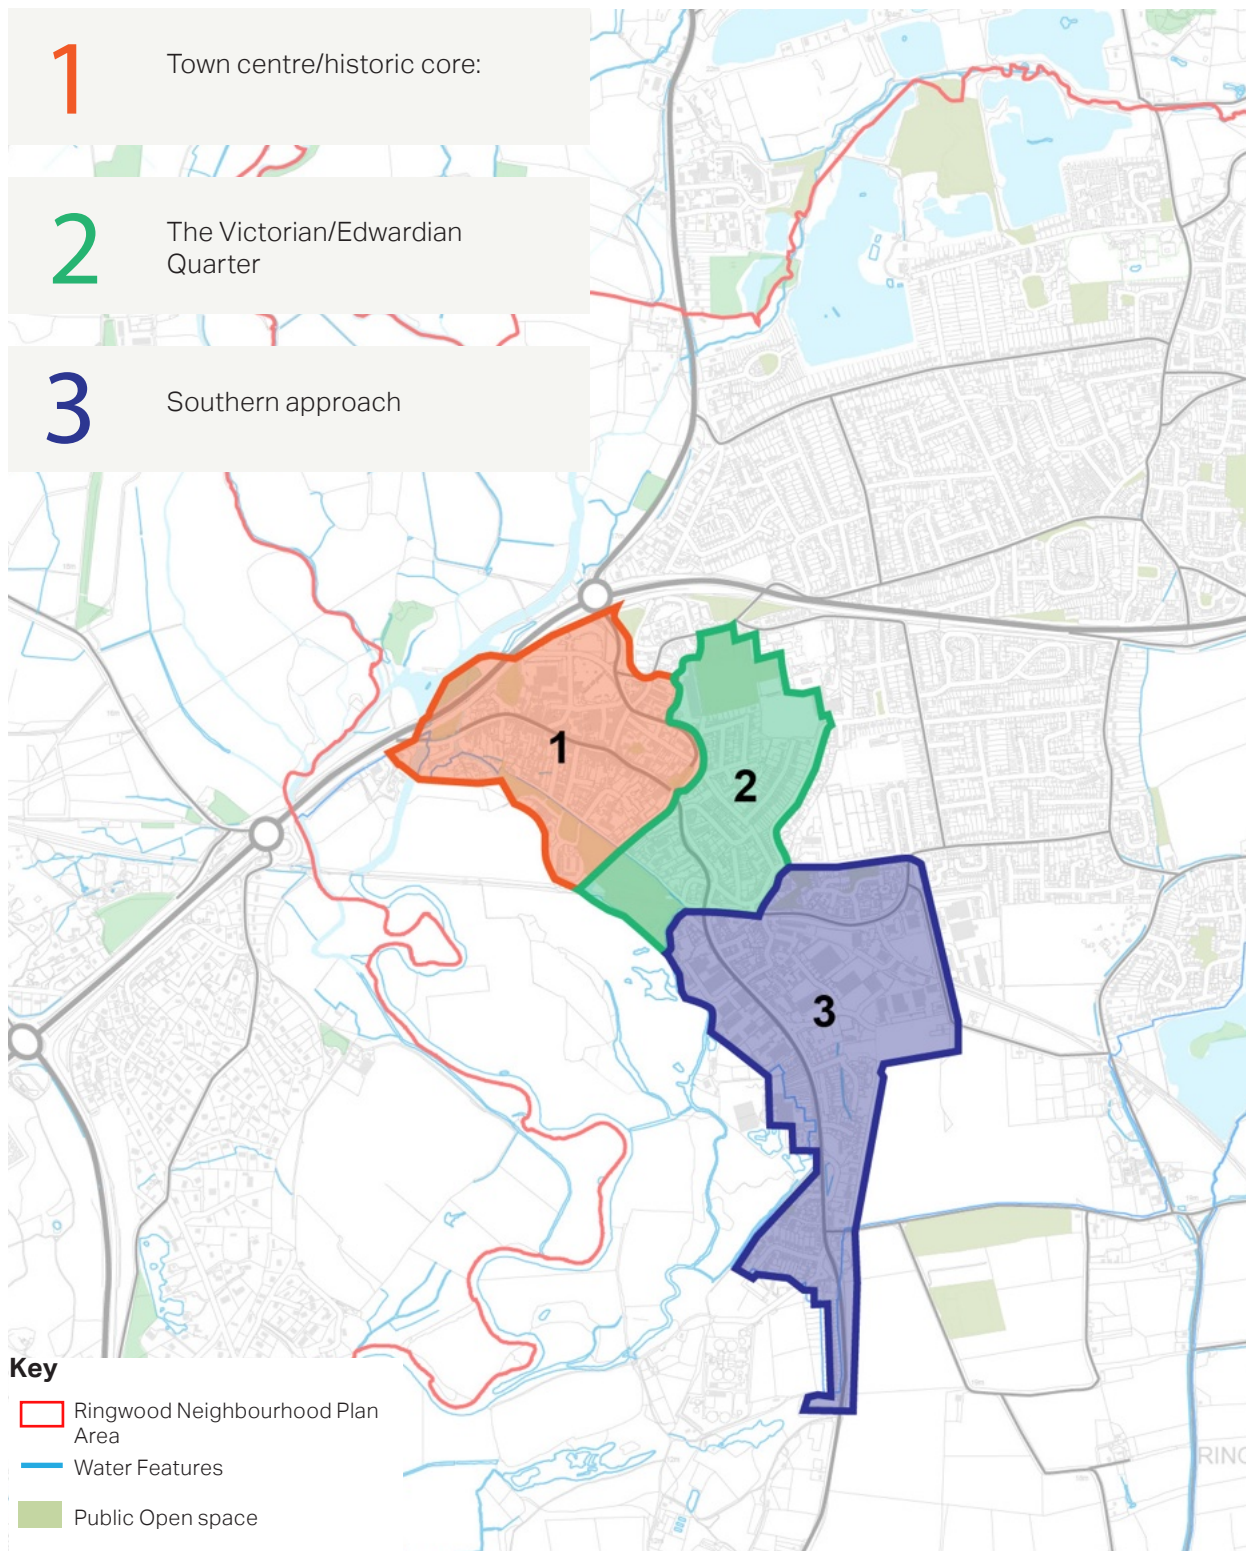 1
Town centre/historic core:
2
The Victorian/Edwardian
Quarter
3
Southern approach
1
2
3
Key
Ringwood Neighbourhood Plan
Area
Water Features
Public Open space
RING